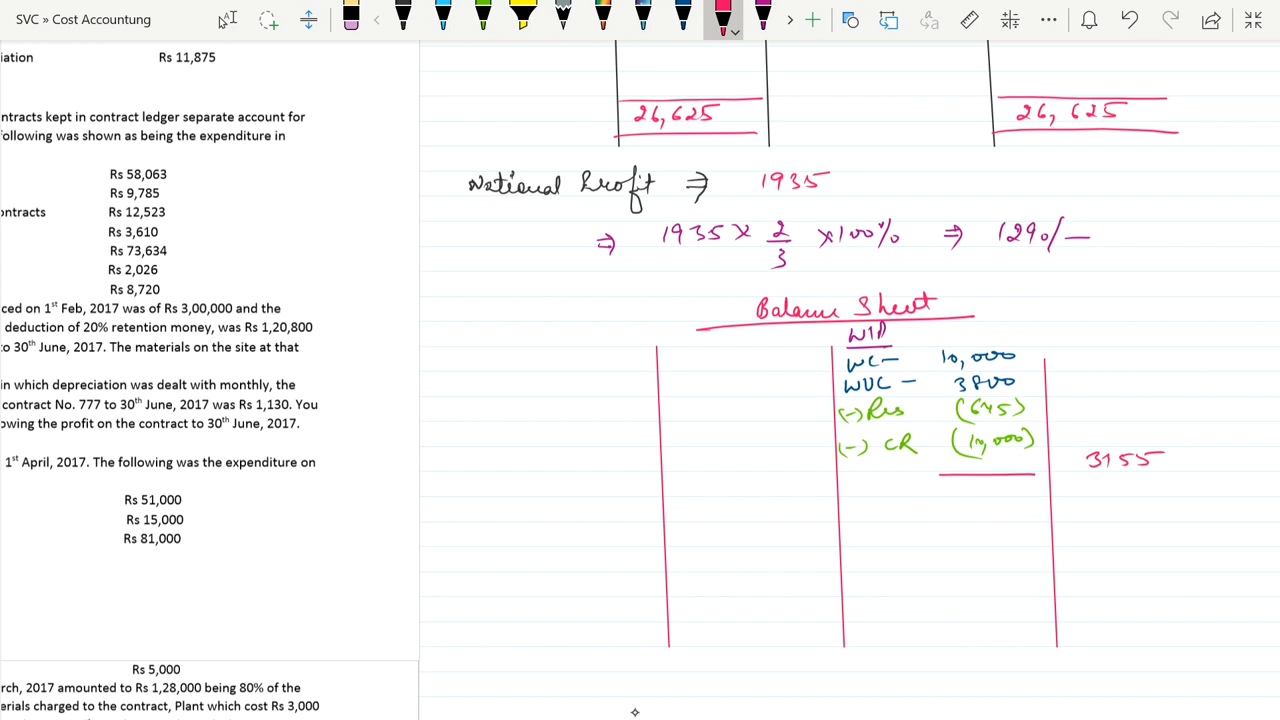 SVC » Cost Accountung
iation Rs 11,875
ntracts kept in contract ledger separate account for
ollowing was shown as being the expenditure in
Rs 58,063
Rs 9,785
ontracts Rs 12,523
Rs 3,610
Rs 73,634
Rs 2,026
Rs 8,720
ced on 1st Feb, 2017 was of Rs 3,00,000 and the
deduction of 20% retention money, was Rs 1,20,800
to 30th June, 2017. The materials on the site at that
in which depreciation was dealt with monthly, the
contract No. 777 to 30th June, 2017 was Rs 1,130. You
owing the profit on the contract to 30th June, 2017.
1st April, 2017. The following was the expenditure on
Rs 51,000
Rs 15,000
Rs 81,000
Rs 5,000
rch, 2017 amounted to Rs 1,28,000 being 80% of the
erials charged to the contract, Plant which cost Rs 3,000
26,625 26,625
Notional Profit ⇒ 1935
⇒ 1935 × 2/3 × 100% ⇒ 1290/—
Balance Sheet
WIP
WC – 10,000
WUC – 3800
(-) Res (645)
(-) CR (10,000)
3155